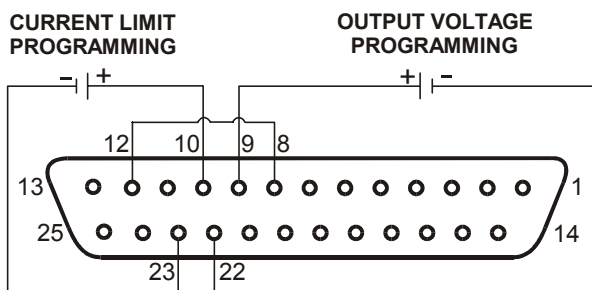 CURRENT LIMIT
PROGRAMMING
OUTPUT VOLTAGE
PROGRAMMING
– +
+ –
12 10 9 8
13 1
25 14
23 22